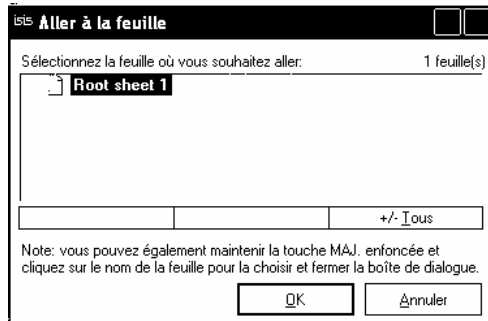 isis Aller à la feuille
Sélectionnez la feuille où vous souhaitez aller: 1 feuille(s)
Root sheet 1
+/- Tous
Note: vous pouvez également maintenir la touche MAJ. enfoncée et
cliquez sur le nom de la feuille pour la choisir et fermer la boîte de dialogue.
OK Annuler